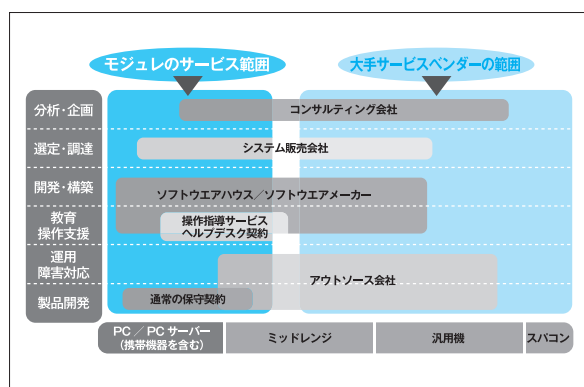 モジュレのサービス範囲
大手サービスベンダーの範囲
分析・企画
コンサルティング会社
選定・調達
システム販売会社
開発・構築
ソフトウエアハウス／ソフトウエアメーカー
教育
操作支援
操作指導サービス
ヘルプデスク契約
運用
障害対応
アウトソース会社
製品開発
通常の保守契約
PC ／ PC サーバー
（携帯機器を含む）
ミッドレンジ
汎用機
スパコン